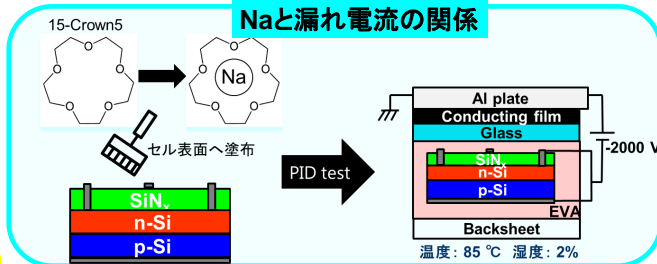 Naと漏れ電流の関係
15-Crown5
O
O
O
O
O
O
O
O
O
O
Na
セル表面へ塗布
SiNx
n-Si
p-Si
PID test
Al plate
Conducting film
Glass
-2000 V
SiNx
n-Si
p-Si
EVA
Backsheet
温度: 85 ℃ 湿度: 2%